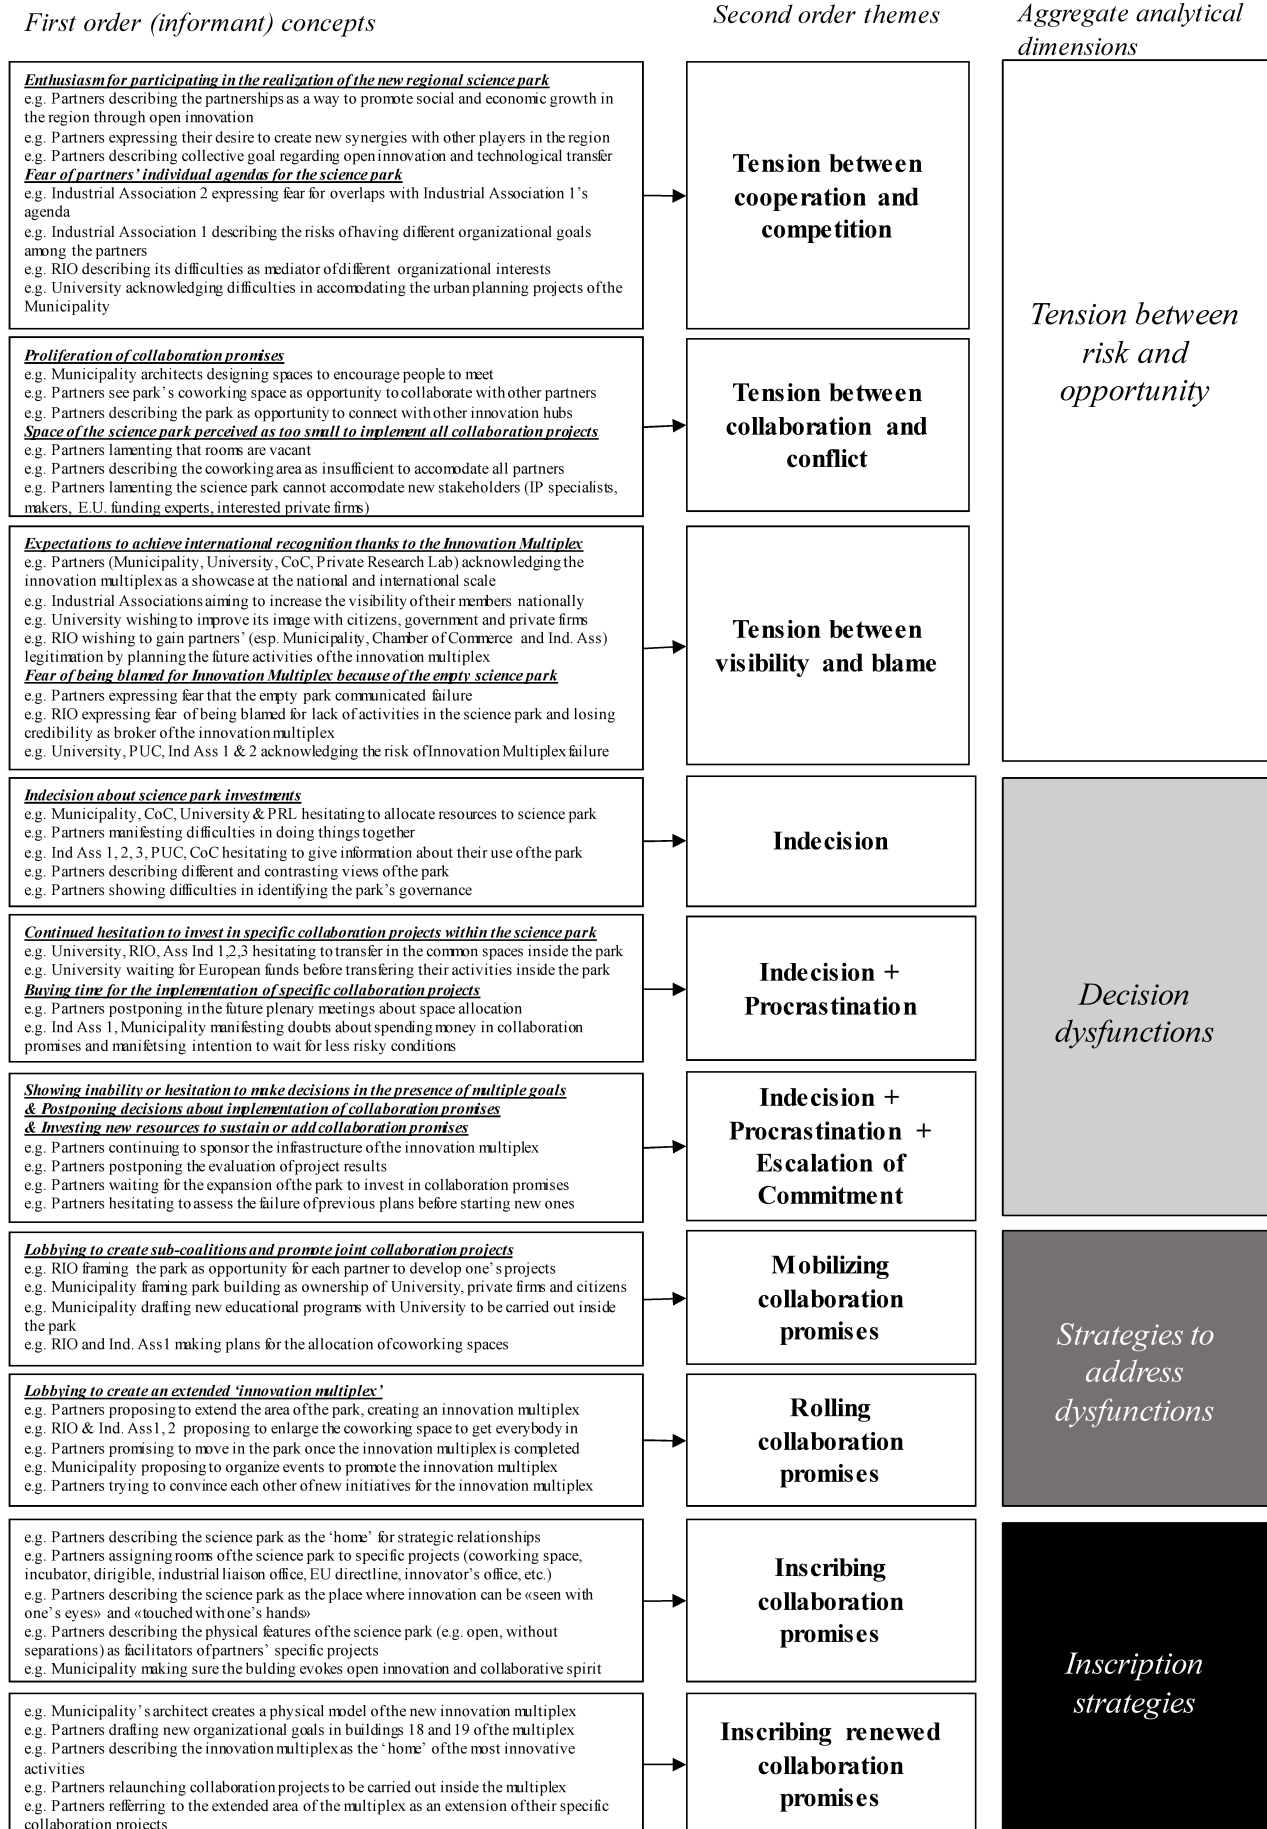 First order (informant) concepts
Second order themes
Aggregate analytical
dimensions
Enthusiasm for participating in the realization of the new regional science park
e.g. Partners describing the partnerships as a way to promote social and economic growth in
the region through open innovation
e.g. Partners expressing their desire to create new synergies with other players in the region
e.g. Partners describing collective goal regarding open innovation and technological transfer
Fear of partners' individual agendas for the science park
e.g. Industrial Association 2 expressing fear for overlaps with Industrial Association 1's
agenda
e.g. Industrial Association 1 describing the risks of having different organizational goals
among the partners
e.g. RIO describing its difficulties as mediator of different organizational interests
e.g. University acknowledging difficulties in accomodating the urban planning projects of the
Municipality
Tension between
cooperation and
competition
Tension between
risk and
opportunity
Proliferation of collaboration promises
e.g. Municipality architects designing spaces to encourage people to meet
e.g. Partners see park's coworking space as opportunity to collaborate with other partners
e.g. Partners describing the park as opportunity to connect with other innovation hubs
Space of the science park perceived as too small to implement all collaboration projects
e.g. Partners lamenting that rooms are vacant
e.g. Partners describing the coworking area as insufficient to accomodate all partners
e.g. Partners lamenting the science park cannot accomodate new stakeholders (IP specialists,
makers, E.U. funding experts, interested private firms)
Tension between
collaboration and
conflict
Expectations to achieve international recognition thanks to the Innovation Multiplex
e.g. Partners (Municipality, University, CoC, Private Research Lab) acknowledging the
innovation multiplex as a showcase at the national and international scale
e.g. Industrial Associations aiming to increase the visibility of their members nationally
e.g. University wishing to improve its image with citizens, government and private firms
e.g. RIO wishing to gain partners' (esp. Municipality, Chamber of Commerce and Ind. Ass)
legitimation by planning the future activities of the innovation multiplex
Fear of being blamed for Innovation Multiplex because of the empty science park
e.g. Partners expressing fear that the empty park communicated failure
e.g. RIO expressing fear of being blamed for lack of activities in the science park and losing
credibility as broker of the innovation multiplex
e.g. University, PUC, Ind Ass 1 & 2 acknowledging the risk of Innovation Multiplex failure
Tension between
visibility and blame
Indecision about science park investments
e.g. Municipality, CoC, University & PRL hesitating to allocate resources to science park
e.g. Partners manifesting difficulties in doing things together
e.g. Ind Ass 1, 2, 3, PUC, CoC hesitating to give information about their use of the park
e.g. Partners describing different and contrasting views of the park
e.g. Partners showing difficulties in identifying the park's governance
Indecision
Decision
dysfunctions
Continued hesitation to invest in specific collaboration projects within the science park
e.g. University, RIO, Ass Ind 1,2,3 hesitating to transfer in the common spaces inside the park
e.g. University waiting for European funds before transfering their activities inside the park
Buying time for the implementation of specific collaboration projects
e.g. Partners postponing in the future plenary meetings about space allocation
e.g. Ind Ass 1, Municipality manifesting doubts about spending money in collaboration
promises and manifetsing intention to wait for less risky conditions
Indecision +
Procrastination
Showing inability or hesitation to make decisions in the presence of multiple goals
& Postponing decisions about implementation of collaboration promises
& Investing new resources to sustain or add collaboration promises
e.g. Partners continuing to sponsor the infrastructure of the innovation multiplex
e.g. Partners postponing the evaluation of project results
e.g. Partners waiting for the expansion of the park to invest in collaboration promises
e.g. Partners hesitating to assess the failure of previous plans before starting new ones
Indecision +
Procrastination +
Escalation of
Commitment
Lobbying to create sub-coalitions and promote joint collaboration projects
e.g. RIO framing the park as opportunity for each partner to develop one's projects
e.g. Municipality framing park building as ownership of University, private firms and citizens
e.g. Municipality drafting new educational programs with University to be carried out inside
the park
e.g. RIO and Ind. Ass1 making plans for the allocation of coworking spaces
Mobilizing
collaboration
promises
Strategies to
address
dysfunctions
Lobbying to create an extended 'innovation multiplex'
e.g. Partners proposing to extend the area of the park, creating an innovation multiplex
e.g. RIO & Ind. Ass1, 2 proposing to enlarge the coworking space to get everybody in
e.g. Partners promising to move in the park once the innovation multiplex is completed
e.g. Municipality proposing to organize events to promote the innovation multiplex
e.g. Partners trying to convince each other of new initiatives for the innovation multiplex
Rolling
collaboration
promises
e.g. Partners describing the science park as the 'home' for strategic relationships
e.g. Partners assigning rooms of the science park to specific projects (coworking space,
incubator, dirigible, industrial liaison office, EU directline, innovator's office, etc.)
e.g. Partners describing the science park as the place where innovation can be «seen with
one's eyes» and «touched with one's hands»
e.g. Partners describing the physical features of the science park (e.g. open, without
separations) as facilitators of partners' specific projects
e.g. Municipality making sure the bulding evokes open innovation and collaborative spirit
Inscribing
collaboration
promises
Inscription
strategies
e.g. Municipality's architect creates a physical model of the new innovation multiplex
e.g. Partners drafting new organizational goals in buildings 18 and 19 of the multiplex
e.g. Partners describing the innovation multiplex as the 'home' of the most innovative
activities
e.g. Partners relaunching collaboration projects to be carried out inside the multiplex
e.g. Partners refferring to the extended area of the multiplex as an extension of their specific
collaboration projects
Inscribing renewed
collaboration
promises